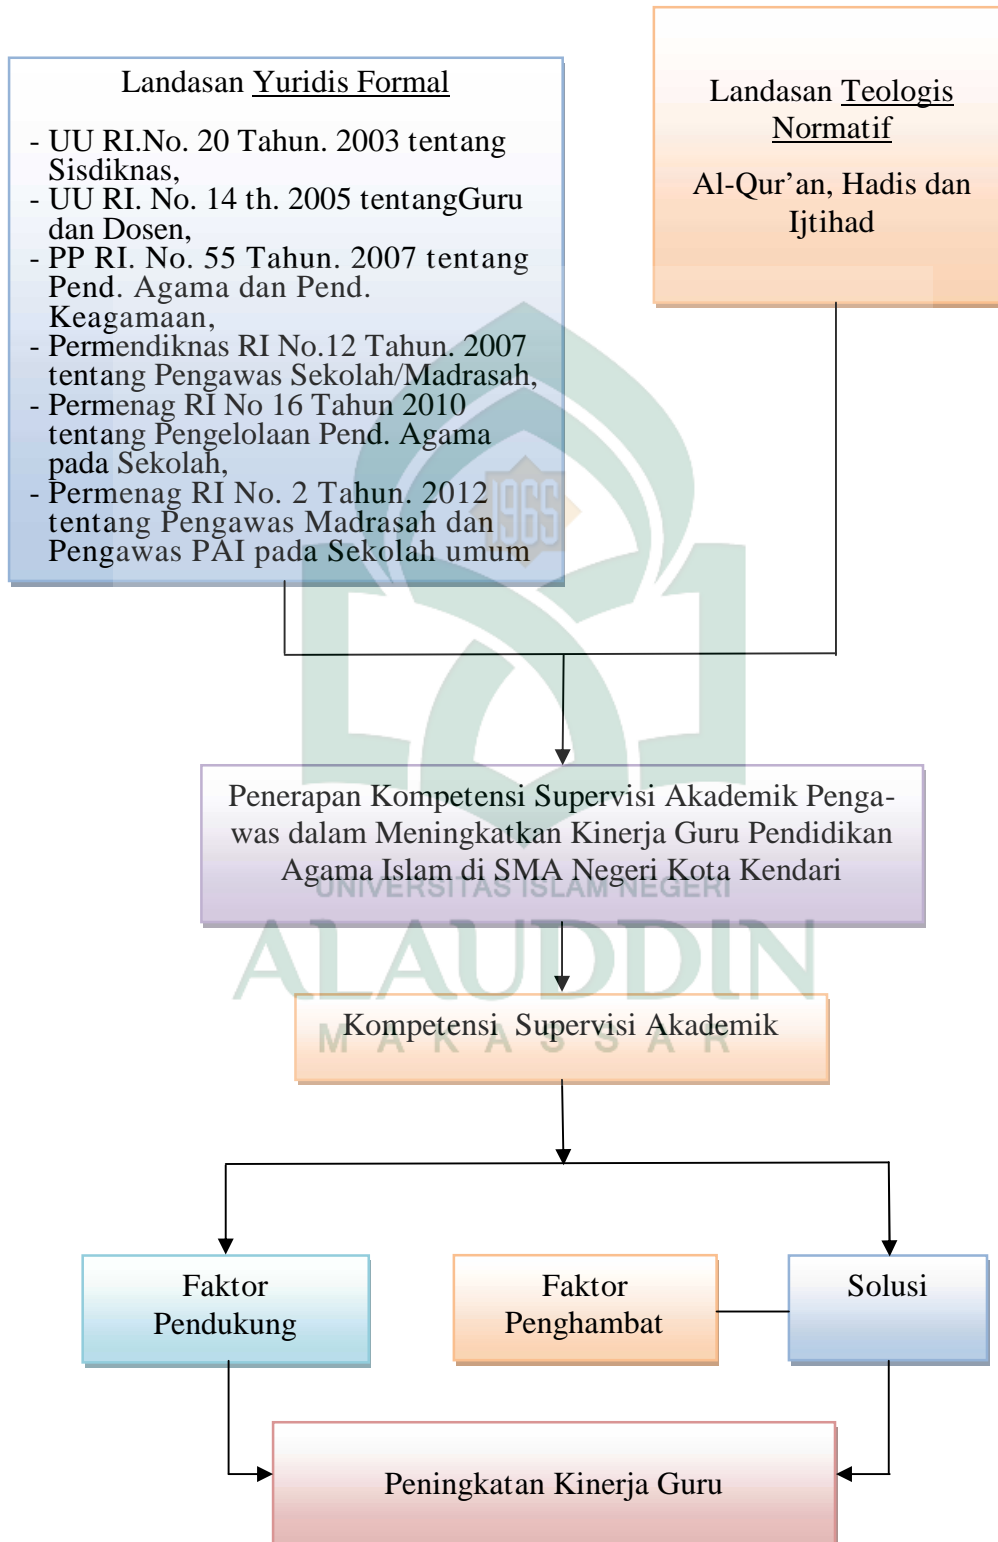 Landasan Yuridis Formal
- UU RI.No. 20 Tahun. 2003 tentang
Sisdiknas,
- UU RI. No. 14 th. 2005 tentangGuru
dan Dosen,
- PP RI. No. 55 Tahun. 2007 tentang
Pend. Agama dan Pend.
Keagamaan,
- Permendiknas RI No.12 Tahun. 2007
tentang Pengawas Sekolah/Madrasah,
- Permenag RI No 16 Tahun 2010
tentang Pengelolaan Pend. Agama
pada Sekolah,
- Permenag RI No. 2 Tahun. 2012
tentang Pengawas Madrasah dan
Pengawas PAI pada Sekolah umum
Landasan Teologis
Normatif
Al-Qur’an, Hadis dan
Ijtihad
1965
Penerapan Kompetensi Supervisi Akademik Penga-
was dalam Meningkatkan Kinerja Guru Pendidikan
Agama Islam di SMA Negeri Kota Kendari
UNIVERSITAS ISLAM NEGERI
ALAUDDIN
Kompetensi Supervisi Akademik
MAKASSAR
Faktor
Pendukung
Faktor
Penghambat
Solusi
Peningkatan Kinerja Guru